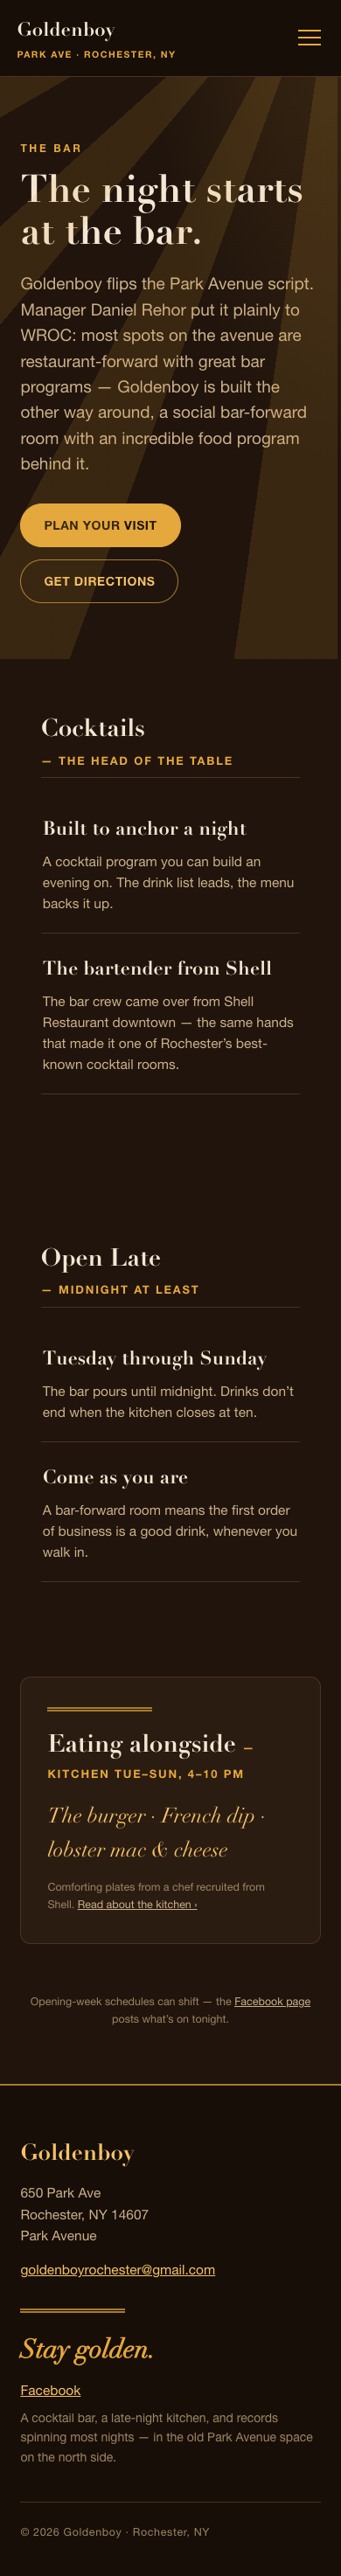 Goldenboy
PARK AVE · ROCHESTER, NY
THE BAR
The night starts
at the bar.
Goldenboy flips the Park Avenue script.
Manager Daniel Rehor put it plainly to
WROC: most spots on the avenue are
restaurant-forward with great bar
programs — Goldenboy is built the
other way around, a social bar-forward
room with an incredible food program
behind it.
PLAN YOUR VISIT
GET DIRECTIONS
Cocktails
— THE HEAD OF THE TABLE
Built to anchor a night
A cocktail program you can build an
evening on. The drink list leads, the menu
backs it up.
The bartender from Shell
The bar crew came over from Shell
Restaurant downtown — the same hands
that made it one of Rochester’s best-
known cocktail rooms.
Open Late
— MIDNIGHT AT LEAST
Tuesday through Sunday
The bar pours until midnight. Drinks don’t
end when the kitchen closes at ten.
Come as you are
A bar-forward room means the first order
of business is a good drink, whenever you
walk in.
Eating alongside —
KITCHEN TUE–SUN, 4–10 PM
The burger · French dip ·
lobster mac & cheese
Comforting plates from a chef recruited from
Shell. Read about the kitchen ›
Opening-week schedules can shift — the Facebook page
posts what’s on tonight.
Goldenboy
650 Park Ave
Rochester, NY 14607
Park Avenue
goldenboyrochester@gmail.com
Stay golden.
Facebook
A cocktail bar, a late-night kitchen, and records
spinning most nights — in the old Park Avenue space
on the north side.
© 2026 Goldenboy · Rochester, NY